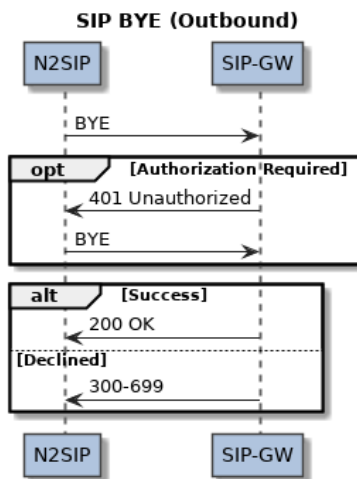 SIP BYE (Outbound)
N2SIP SIP-GW
BYE
opt [Authorization Required]
401 Unauthorized
BYE
alt [Success]
200 OK
[Declined]
300-699
N2SIP SIP-GW